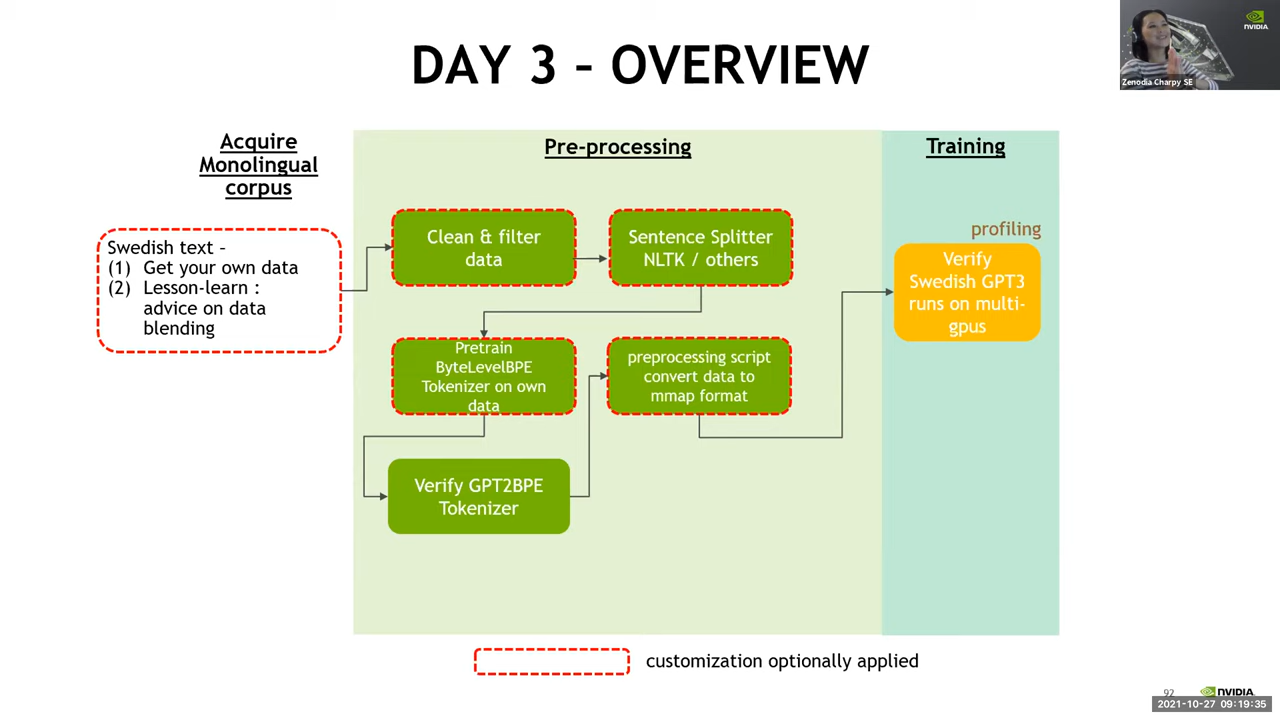 DAY 3 – OVERVIEW
NVIDIA
Zenodia Charpy SE
Acquire
Monolingual
corpus
Swedish text –
(1) Get your own data
(2) Lesson-learn :
advice on data
blending
Pre-processing
Clean & filter
data
Sentence Splitter
NLTK / others
Pretrain
ByteLevelBPE
Tokenizer on own
data
preprocessing script
convert data to
mmap format
Verify GPT2BPE
Tokenizer
Training
profiling
Verify
Swedish GPT3
runs on multi-
gpus
customization optionally applied
92
NVIDIA
2021-10-27 09:19:35